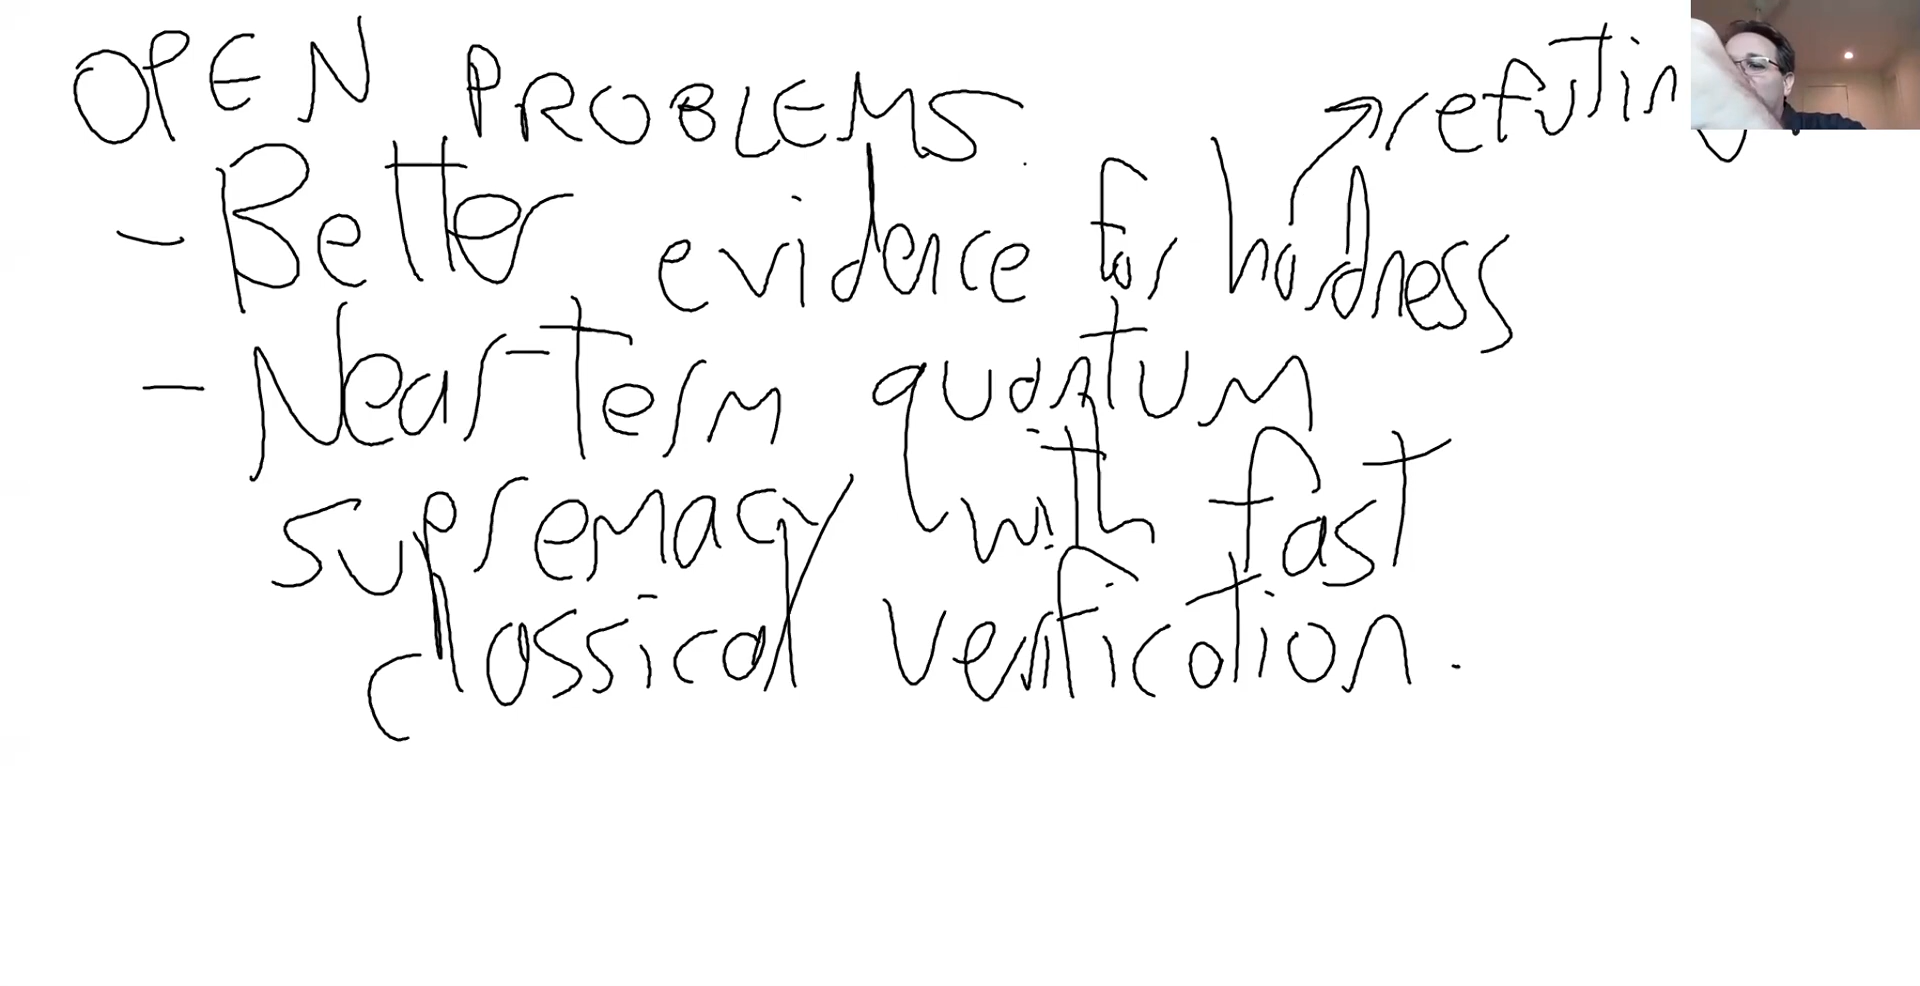 OPEN PROBLEMS.
refuting
- Better evidence for hardness
- Near-term quantum
supremacy with fast
classical verification.